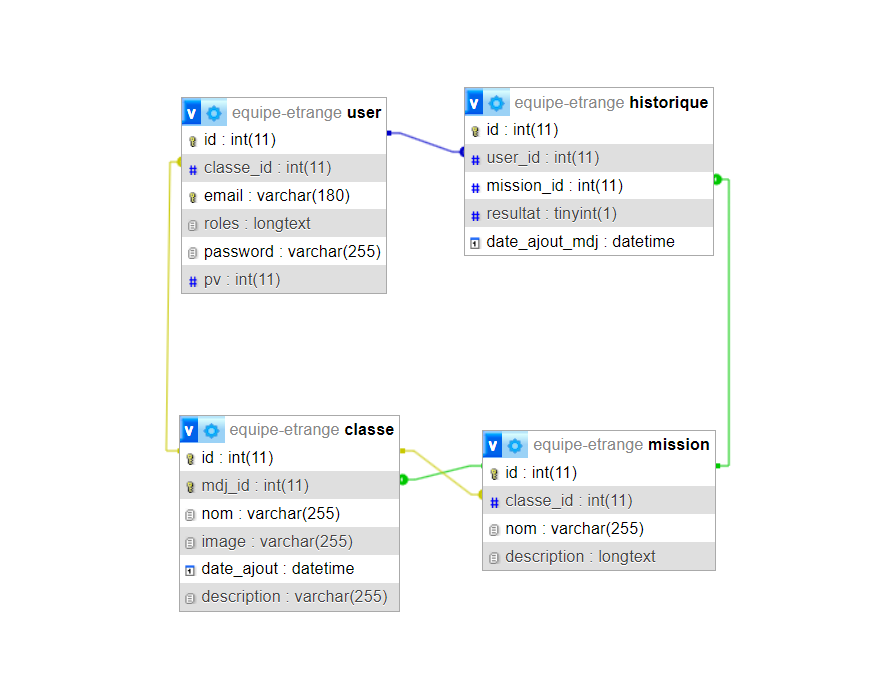 v equipe-etrange user
id : int(11)
# classe_id : int(11)
email : varchar(180)
roles : longtext
password : varchar(255)
# pv : int(11)
v equipe-etrange historique
id : int(11)
# user_id : int(11)
# mission_id : int(11)
# resultat : tinyint(1)
date_ajout_mdj : datetime
v equipe-etrange classe
id : int(11)
mdj_id : int(11)
nom : varchar(255)
image : varchar(255)
date_ajout : datetime
description : varchar(255)
v equipe-etrange mission
id : int(11)
# classe_id : int(11)
nom : varchar(255)
description : longtext